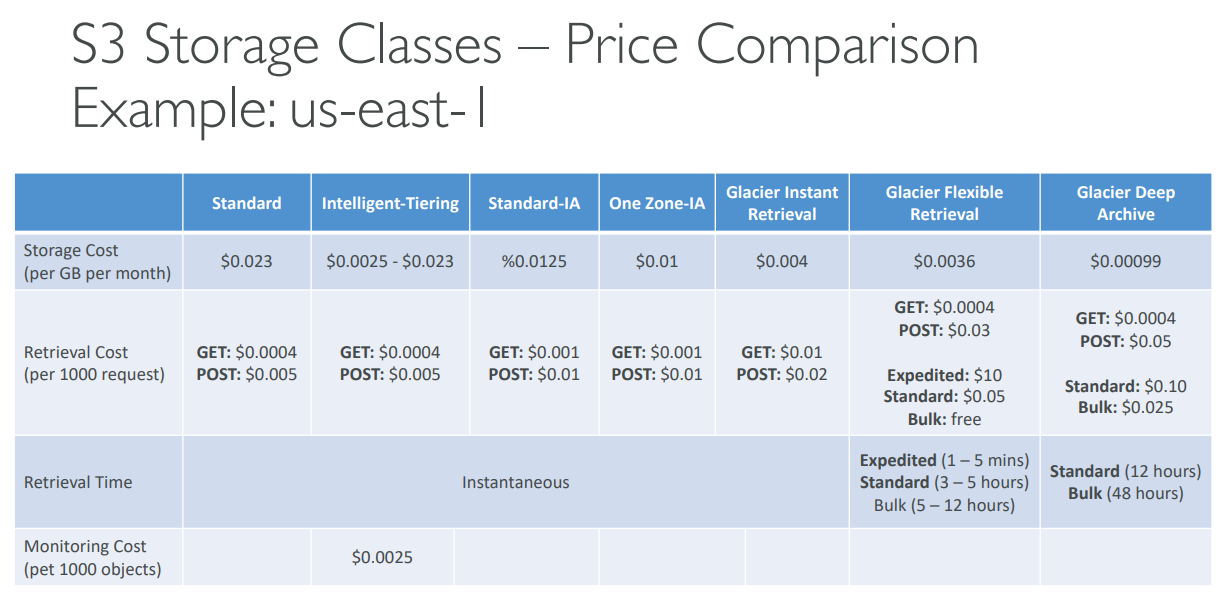 S3 Storage Classes – Price Comparison
Example: us-east-1
Standard
Intelligent-Tiering
Standard-IA
One Zone-IA
Glacier Instant
Retrieval
Glacier Flexible
Retrieval
Glacier Deep
Archive
Storage Cost
(per GB per month)
$0.023
$0.0025 - $0.023
%0.0125
$0.01
$0.004
$0.0036
$0.00099
Retrieval Cost
(per 1000 request)
GET: $0.0004
POST: $0.005
GET: $0.0004
POST: $0.005
GET: $0.001
POST: $0.01
GET: $0.001
POST: $0.01
GET: $0.01
POST: $0.02
GET: $0.0004
POST: $0.03
Expedited: $10
Standard: $0.05
Bulk: free
GET: $0.0004
POST: $0.05
Standard: $0.10
Bulk: $0.025
Retrieval Time
Instantaneous
Expedited (1 – 5 mins)
Standard (3 – 5 hours)
Bulk (5 – 12 hours)
Standard (12 hours)
Bulk (48 hours)
Monitoring Cost
(pet 1000 objects)
$0.0025